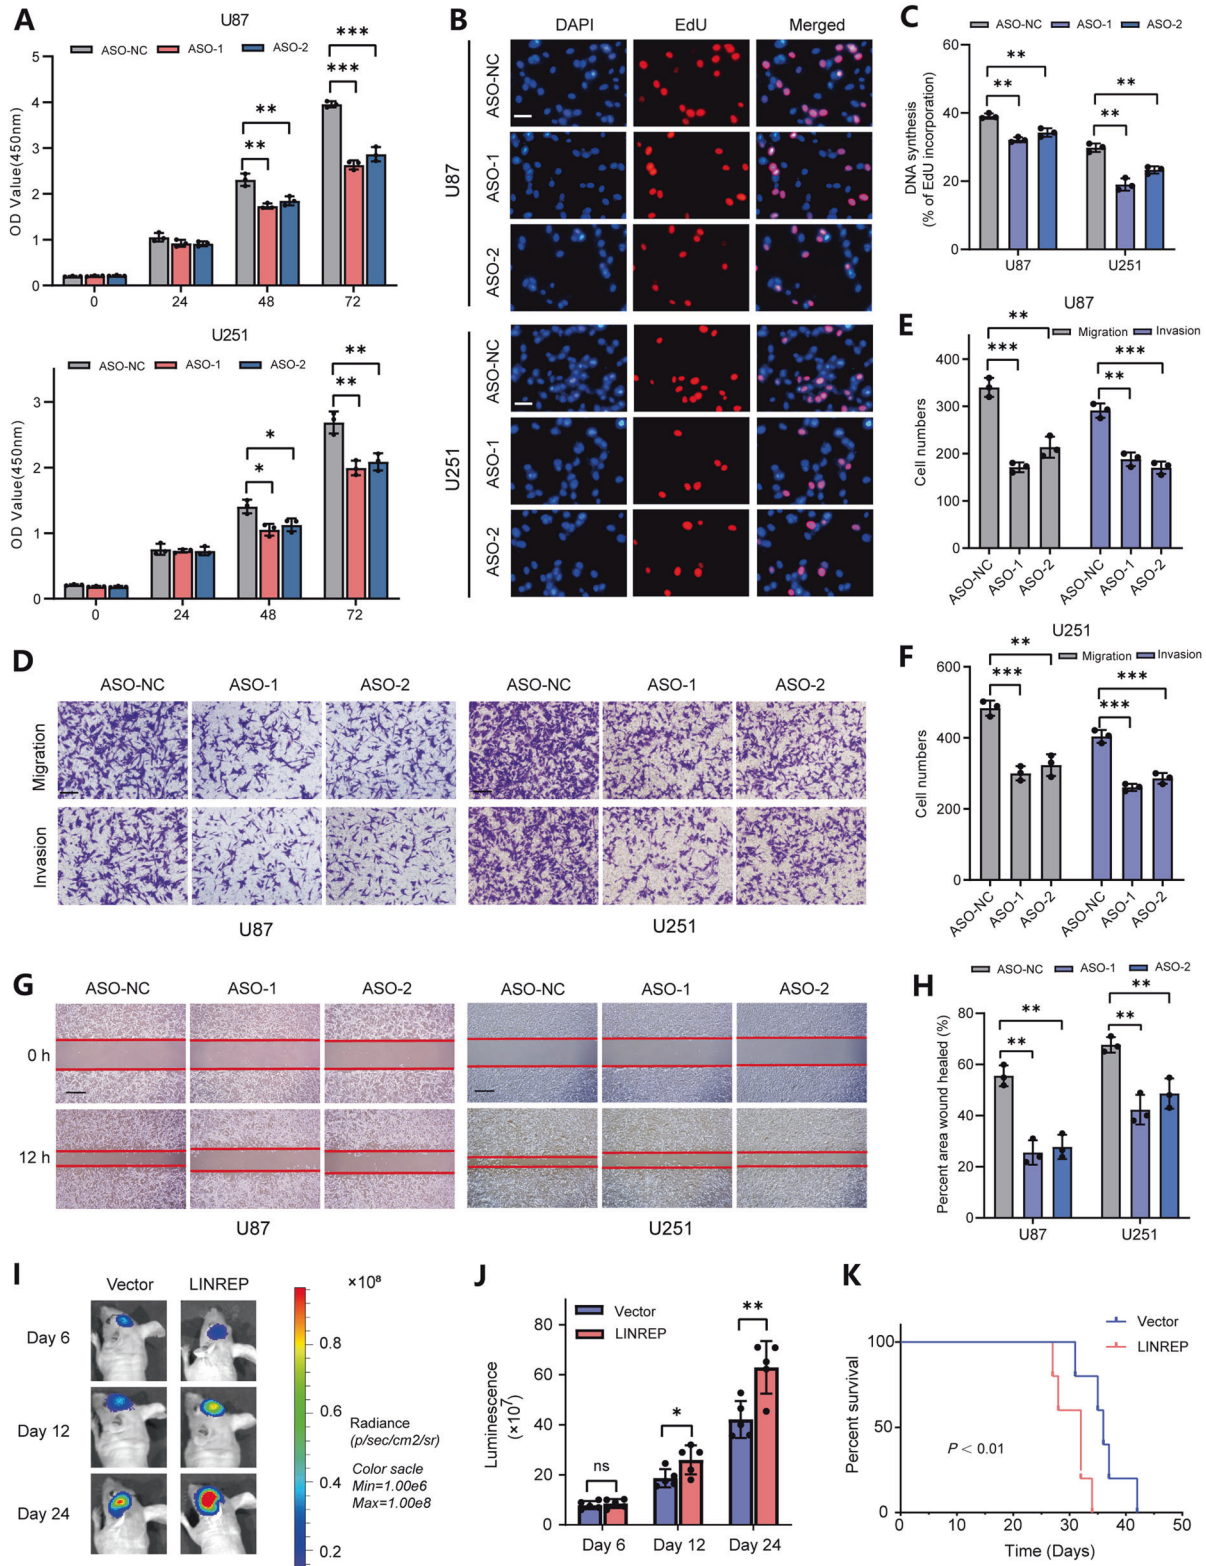 A
U87
ASO-NC ASO-1 ASO-2
OD Value(450nm)
5
4
3
2
1
0
** ** *** ***
0 24 48 72
U251
ASO-NC ASO-1 ASO-2
OD Value(450nm)
3
2
1
0
* * ** **
0 24 48 72
B
DAPI EdU Merged
U87
ASO-NC
ASO-1
ASO-2
U251
ASO-NC
ASO-1
ASO-2
C
ASO-NC ASO-1 ASO-2
DNA synthesis
(% of EdU incorporation)
60
40
20
0
** ** ** **
U87 U251
D
ASO-NC ASO-1 ASO-2 ASO-NC ASO-1 ASO-2
Migration
Invasion
U87 U251
E
U87
Migration Invasion
Cell numbers
400
300
200
100
0
*** ** ** ***
ASO-NC ASO-1 ASO-2 ASO-NC ASO-1 ASO-2
F
U251
Migration Invasion
Cell numbers
600
400
200
0
*** ** *** ***
ASO-NC ASO-1 ASO-2 ASO-NC ASO-1 ASO-2
G
ASO-NC ASO-1 ASO-2 ASO-NC ASO-1 ASO-2
0 h
12 h
U87 U251
H
ASO-NC ASO-1 ASO-2
Percent area wound healed (%)
80
60
40
20
0
** ** ** **
U87 U251
I
Vector LINREP
Day 6
Day 12
Day 24
×10⁸
0.8
0.6
0.4
0.2
Radiance
(p/sec/cm2/sr)
Color sacle
Min=1.00e6
Max=1.00e8
J
Vector
LINREP
Luminescence
(×10⁷)
80
60
40
20
0
ns * **
Day 6 Day 12 Day 24
K
Vector
LINREP
Percent survival
100
50
0
P < 0.01
0 10 20 30 40 50
Time (Days)